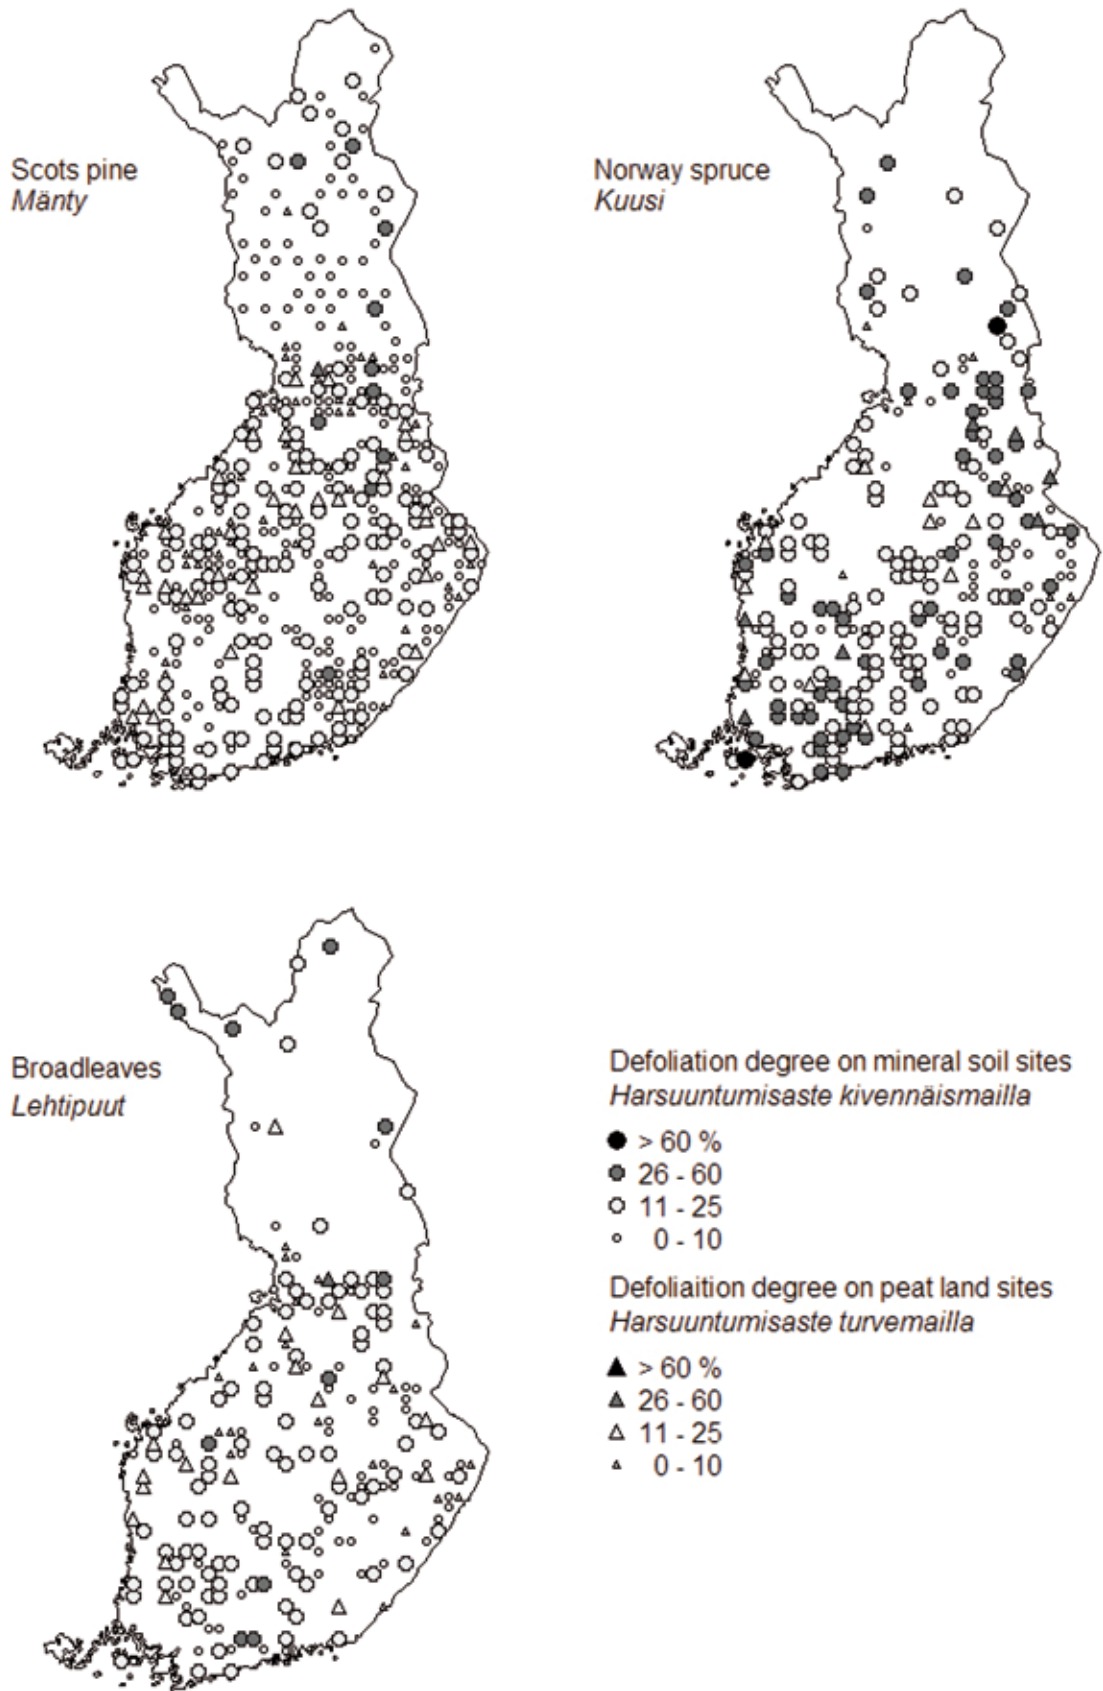 Scots pine
Mänty
Norway spruce
Kuusi
Broadleaves
Lehtipuut
Defoliation degree on mineral soil sites
Harsuuntumisaste kivennäismailla
> 60 %
26 - 60
11 - 25
0 - 10
Defoliaition degree on peat land sites
Harsuuntumisaste turvemailla
> 60 %
26 - 60
11 - 25
0 - 10